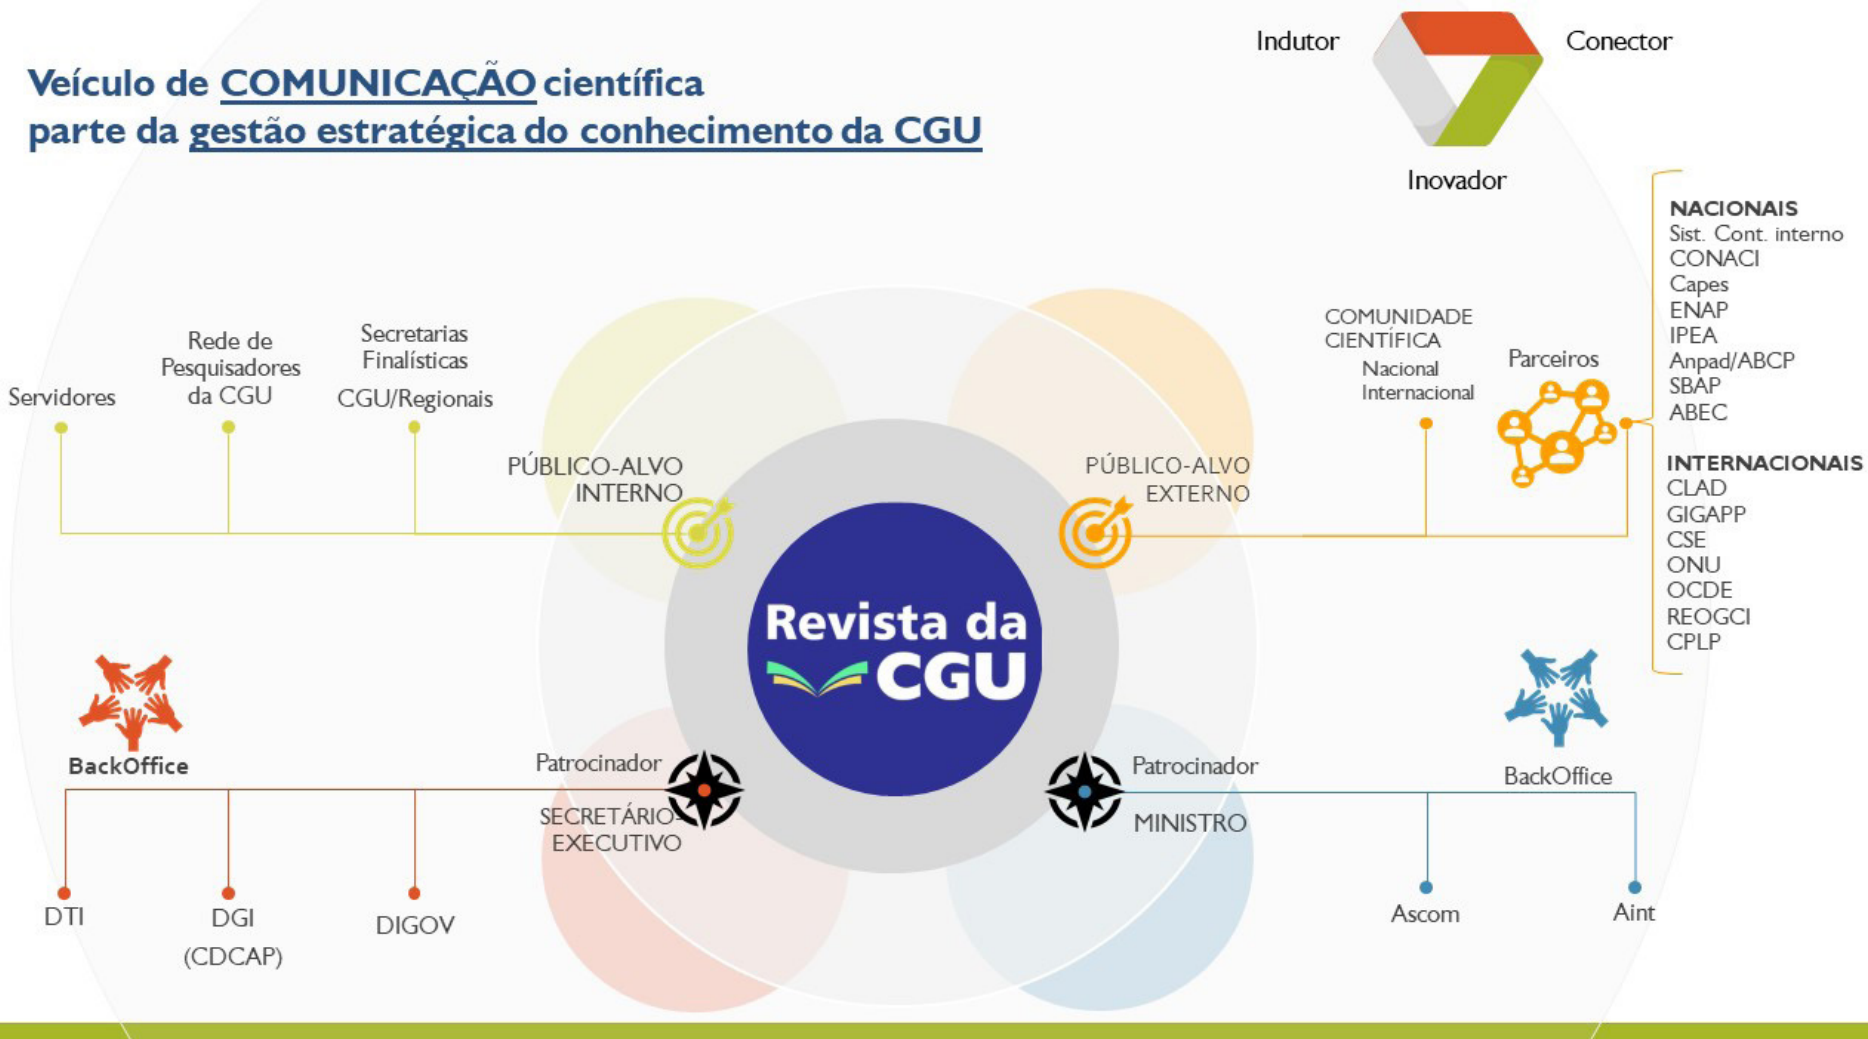 Veículo de COMUNICAÇÃO científica
parte da gestão estratégica do conhecimento da CGU
Indutor
Conector
Inovador
Servidores
Rede de
Pesquisadores
da CGU
Secretarias
Finalísticas
CGU/Regionais
PÚBLICO-ALVO
INTERNO
PÚBLICO-ALVO
EXTERNO
COMUNIDADE
CIENTÍFICA
Nacional
Internacional
Parceiros
NACIONAIS
Sist. Cont. interno
CONACI
Capes
ENAP
IPEA
Anpad/ABCP
SBAP
ABEC
INTERNACIONAIS
CLAD
GIGAPP
CSE
ONU
OCDE
REOGCI
CPLP
Revista da
CGU
BackOffice
Patrocinador
SECRETÁRIO-
EXECUTIVO
DTI
DGI
(CDCAP)
DIGOV
Patrocinador
MINISTRO
BackOffice
Ascom
Aint